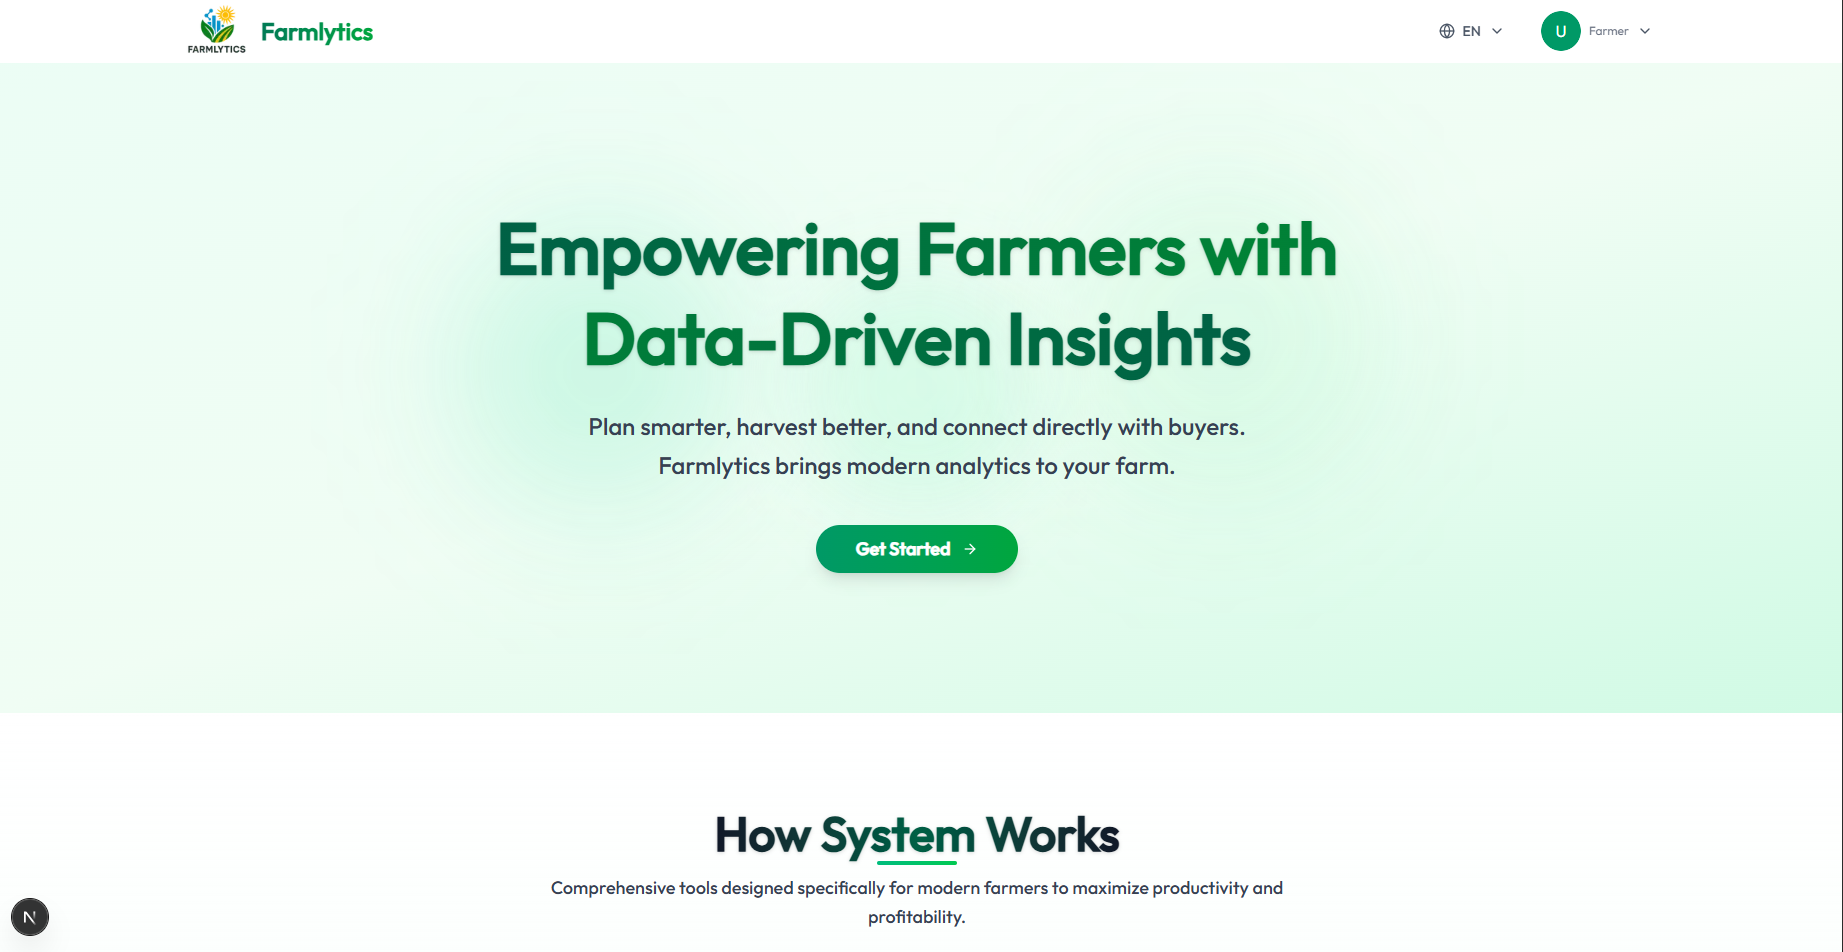 FARMLYTICS
Farmlytics
EN
U
Farmer
Empowering Farmers with
Data-Driven Insights
Plan smarter, harvest better, and connect directly with buyers.
Farmlytics brings modern analytics to your farm.
Get Started
How System Works
Comprehensive tools designed specifically for modern farmers to maximize productivity and
profitability.
N